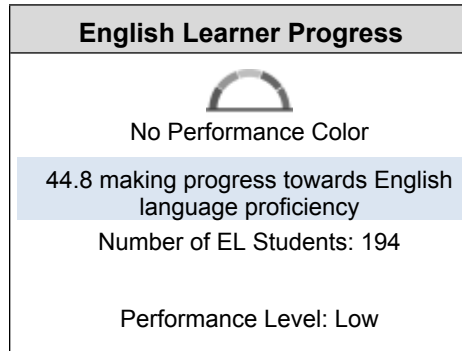 English Learner Progress
No Performance Color
44.8 making progress towards English
language proficiency
Number of EL Students: 194
Performance Level: Low